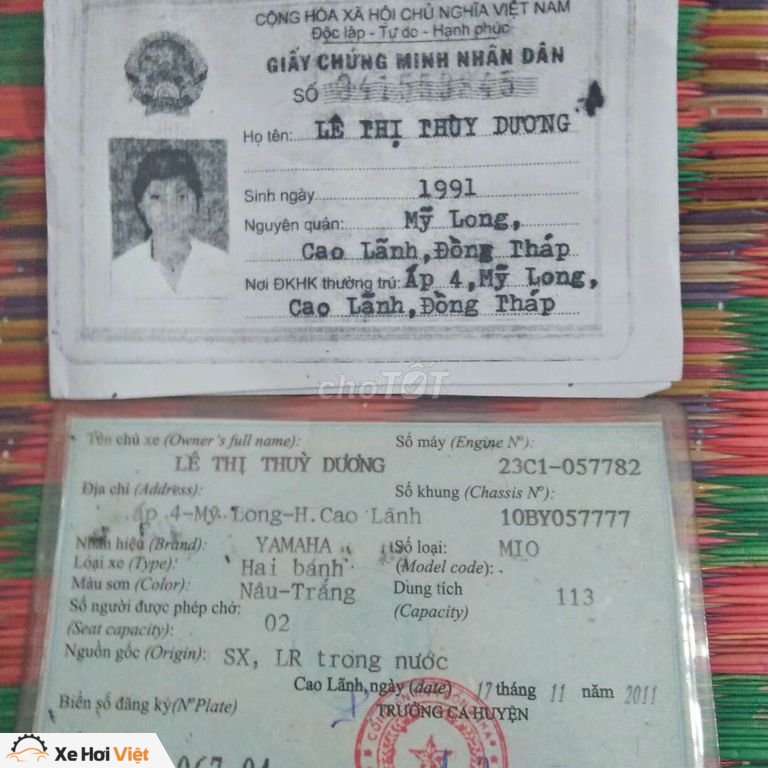 CỘNG HÒA XÃ HỘI CHỦ NGHĨA VIỆT NAM
Độc lập - Tự do - Hạnh phúc
GIẤY CHỨNG MINH NHÂN DÂN
SỐ
Họ tên: LÊ THỊ THÙY DƯƠNG
Sinh ngày 1991
Nguyên quán: Mỹ Long,
Cao Lãnh, Đồng Tháp
Nơi ĐKHK thường trú: Ấp 4, Mỹ Long,
Cao Lãnh, Đồng Tháp
chợTỐT
Tên chủ xe (Owner's full name): Số máy (Engine Nº):
LÊ THỊ THUỲ DƯƠNG 23C1-057782
Địa chỉ (Address): Số khung (Chassis Nº):
ấp 4-Mỹ Long-H.Cao Lãnh 10BY057777
Nhãn hiệu (Brand): YAMAHA Số loại: MIO
Loại xe (Type): Hai bánh (Model code):
Màu sơn (Color): Nâu-Trắng Dung tích 113
Số người được phép chở: 02 (Capacity)
(Seat capacity):
Nguồn gốc (Origin): SX, LR trong nước
Cao Lãnh, ngày (date) 17 tháng 11 năm 2011
Biển số đăng ký (NºPlate) TRƯỞNG CA HUYỆN
Xe Hơi Việt